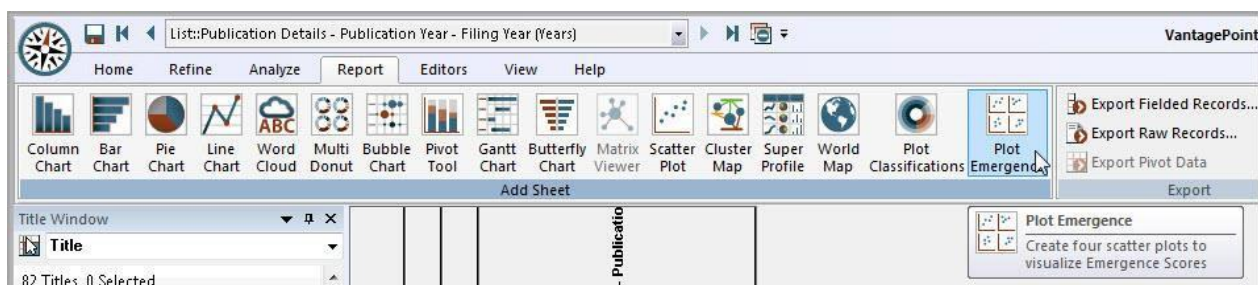 List::Publication Details - Publication Year - Filing Year (Years)
VantagePoint
Home Refine Analyze Report Editors View Help
Column Chart
Bar Chart
Pie Chart
Line Chart
ABC
Word Cloud
Multi Donut
Bubble Chart
Pivot Tool
Gantt Chart
Butterfly Chart
Matrix Viewer
Scatter Plot
Cluster Map
Super Profile
World Map
Plot Classifications
Plot
Export Fielded Records...
Export Raw Records...
Export Pivot Data
Add Sheet
Export
Title Window
Title
82 Titles, 0 Selected
- Publicatio
Plot Emergence
Create four scatter plots to
visualize Emergence Scores